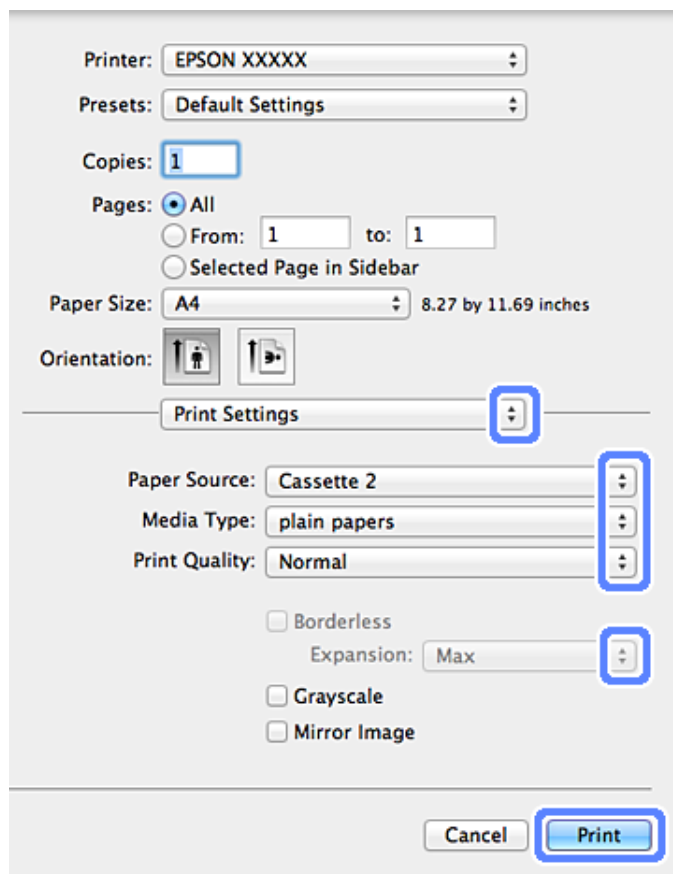 Printer: EPSON XXXXX
Presets: Default Settings
Copies: 1
Pages: All
From: 1 to: 1
Selected Page in Sidebar
Paper Size: A4 8.27 by 11.69 inches
Orientation:
Print Settings
Paper Source: Cassette 2
Media Type: plain papers
Print Quality: Normal
Borderless
Expansion: Max
Grayscale
Mirror Image
Cancel Print